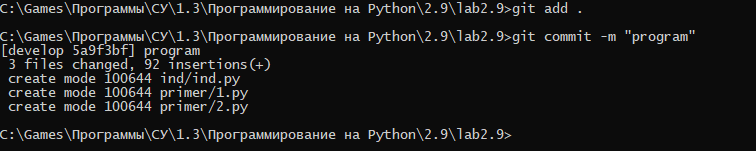 C:\Games\Программы\СУ\1.3\Программирование на Python\2.9\lab2.9>git add .
C:\Games\Программы\СУ\1.3\Программирование на Python\2.9\lab2.9>git commit -m "program"
[develop 5a9f3bf] program
3 files changed, 92 insertions(+)
create mode 100644 ind/ind.py
create mode 100644 primer/1.py
create mode 100644 primer/2.py
C:\Games\Программы\СУ\1.3\Программирование на Python\2.9\lab2.9>